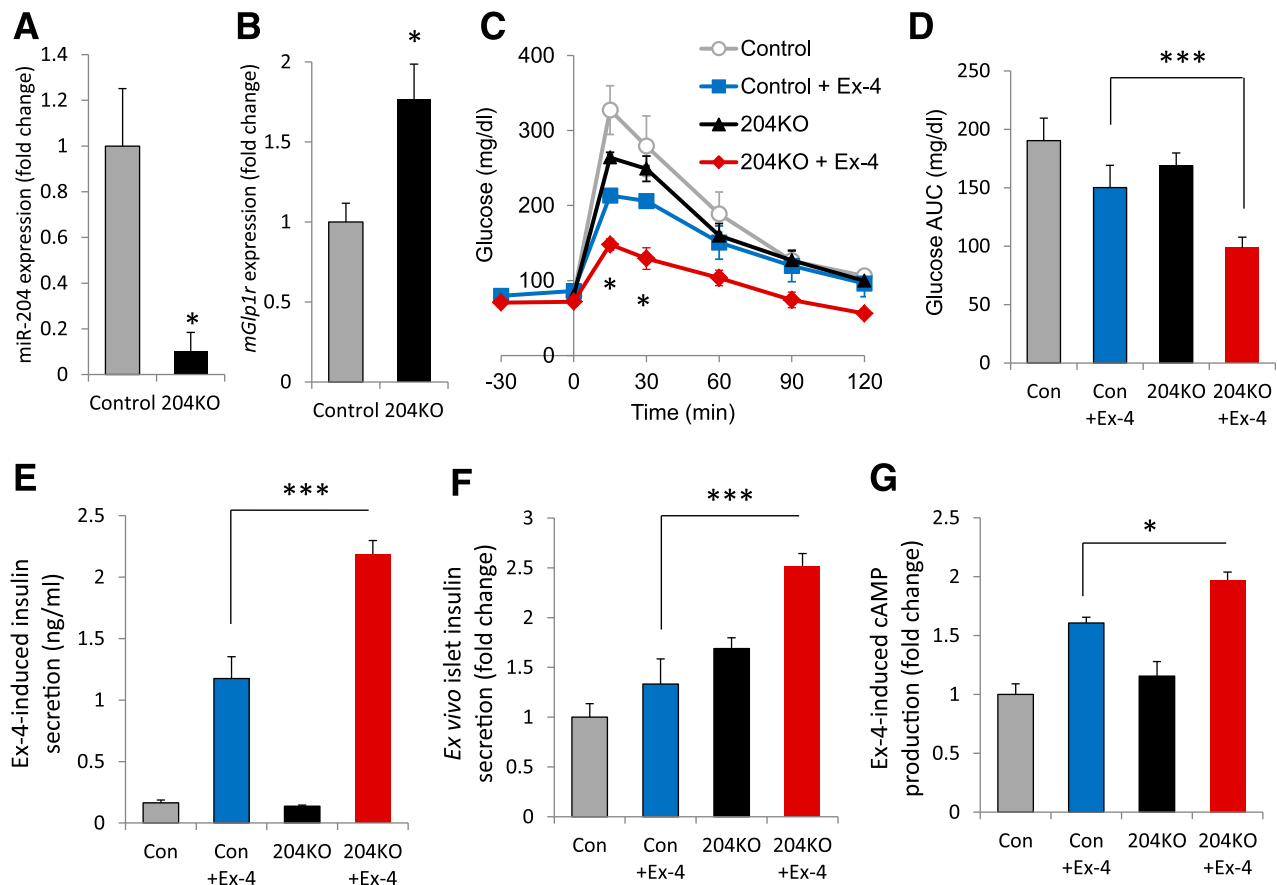 A
miR-204 expression (fold change)
1.4
1.2
1
0.8
0.6
0.4
0.2
0
*
Control 204KO
B
mGlp1r expression (fold change)
2
1.5
1
0.5
0
*
Control 204KO
C
Glucose (mg/dl)
400
300
200
100
0
Control
Control + Ex-4
204KO
204KO + Ex-4
* *
-30 0 30 60 90 120
Time (min)
D
Glucose AUC (mg/dl)
250
200
150
100
50
0
***
Con Con 204KO 204KO
+Ex-4 +Ex-4
E
Ex-4-induced insulin
secretion (ng/ml)
2.5
2
1.5
1
0.5
0
***
Con Con 204KO 204KO
+Ex-4 +Ex-4
F
Ex vivo islet insulin
secretion (fold change)
3
2.5
2
1.5
1
0.5
0
***
Con Con 204KO 204KO
+Ex-4 +Ex-4
G
Ex-4-induced cAMP
production (fold change)
2.5
2
1.5
1
0.5
0
*
Con Con 204KO 204KO
+Ex-4 +Ex-4